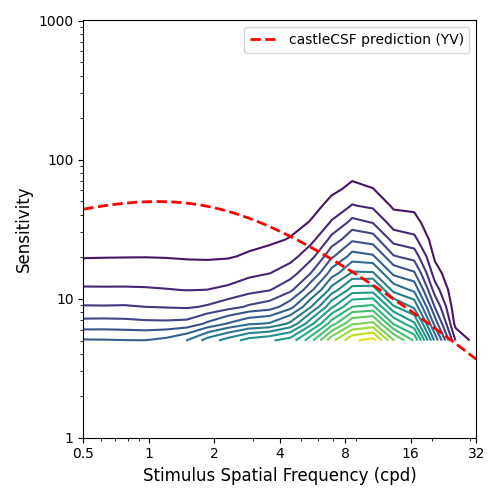 1000
castleCSF prediction (YV)
100
Sensitivity
10
1
0.5 1 2 4 8 16 32
Stimulus Spatial Frequency (cpd)